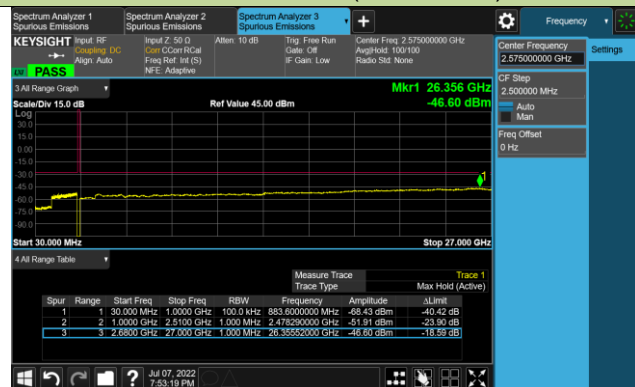 Spectrum Analyzer 1
Spurious Emissions
Spectrum Analyzer 2
Spurious Emissions
Spectrum Analyzer 3
Spurious Emissions
Frequency
KEYSIGHT
Input: RF
Coupling: DC
Align: Auto
Input Z: 50 Ω
Corr CCorr RCal
Freq Ref: Int (S)
NFE: Adaptive
Atten: 10 dB
Trig: Free Run
Gate: Off
IF Gain: Low
Center Freq: 2.575000000 GHz
Avg|Hold: 100/100
Radio Std: None
PASS
Center Frequency
2.575000000 GHz
Settings
CF Step
2.500000 MHz
Auto
Man
Freq Offset
0 Hz
3 All Range Graph
Mkr1 26.356 GHz
-46.60 dBm
Scale/Div 15.0 dB
Ref Value 45.00 dBm
Log
30.0
15.0
0.00
-15.0
-30.0
-45.0
-60.0
-75.0
-90.0
1
Start 30.000 MHz
Stop 27.000 GHz
4 All Range Table
Measure Trace Trace 1
Trace Type Max Hold (Active)
Spur Range Start Freq Stop Freq RBW Frequency Amplitude ΔLimit
1 1 30.000 MHz 1.0000 GHz 100.0 kHz 883.6000000 MHz -68.43 dBm -40.42 dB
2 2 1.0000 GHz 2.5100 GHz 1.000 MHz 2.478290000 GHz -51.91 dBm -23.90 dB
3 3 2.6800 GHz 27.000 GHz 1.000 MHz 26.35552000 GHz -46.60 dBm -18.59 dB
Jul 07, 2022
7:53:19 PM